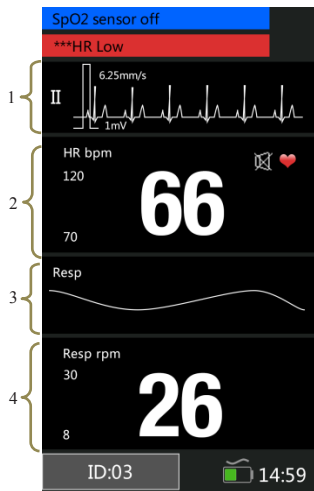 SpO2 sensor off
***HR Low
1
6.25mm/s
II
1mV
2
HR bpm
120
66
70
3
Resp
4
Resp rpm
30
26
8
ID:03
14:59